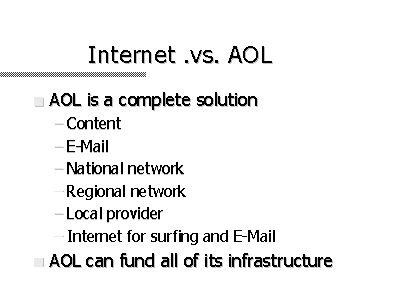 Internet .vs. AOL
AOL is a complete solution
– Content
– E-Mail
– National network
– Regional network
– Local provider
– Internet for surfing and E-Mail
AOL can fund all of its infrastructure